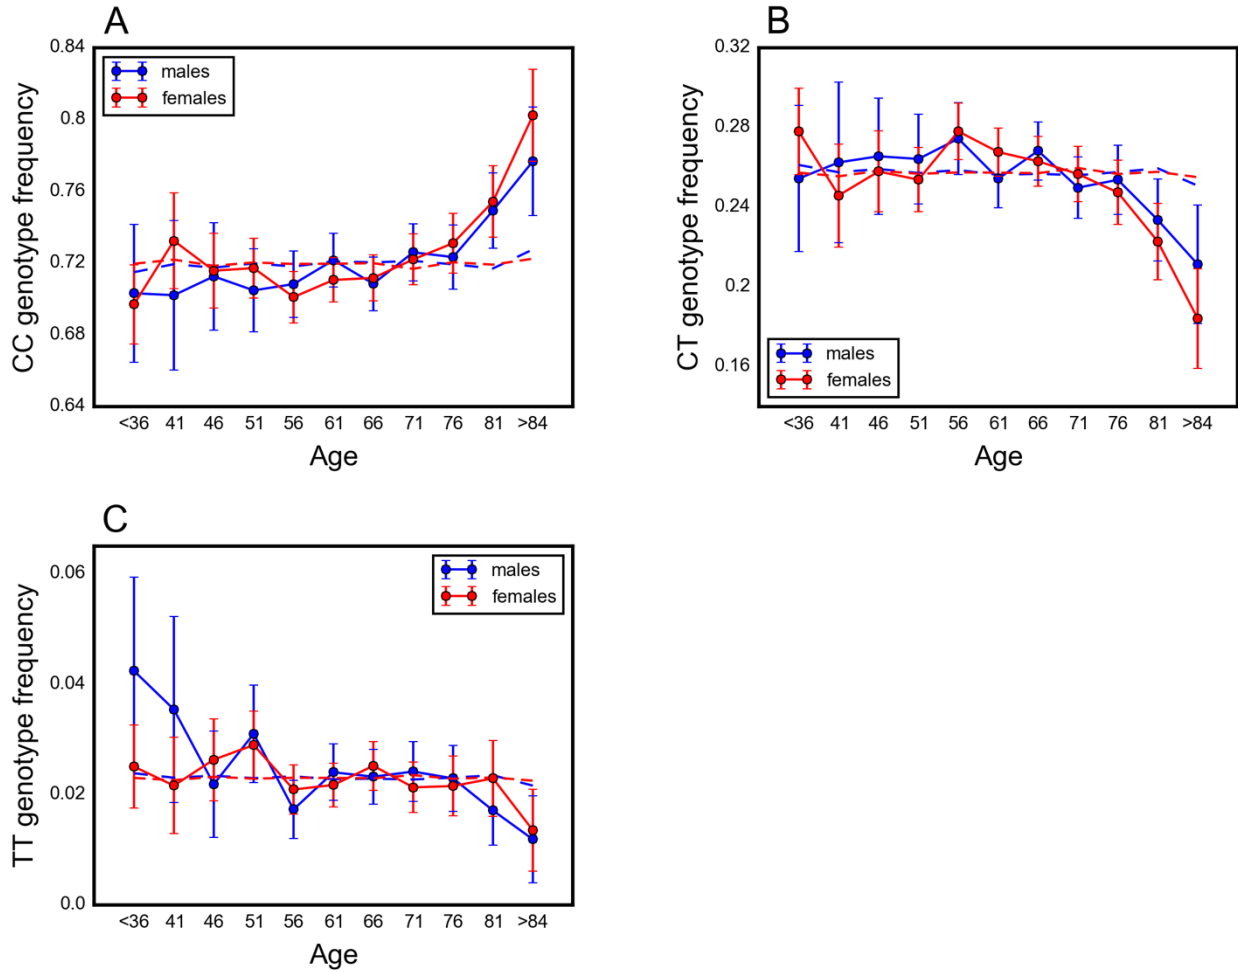 A
CC genotype frequency
0.84
0.8
0.76
0.72
0.68
0.64
males
females
<36 41 46 51 56 61 66 71 76 81 >84
Age
B
CT genotype frequency
0.32
0.28
0.24
0.2
0.16
males
females
<36 41 46 51 56 61 66 71 76 81 >84
Age
C
TT genotype frequency
0.06
0.04
0.02
0.0
males
females
<36 41 46 51 56 61 66 71 76 81 >84
Age